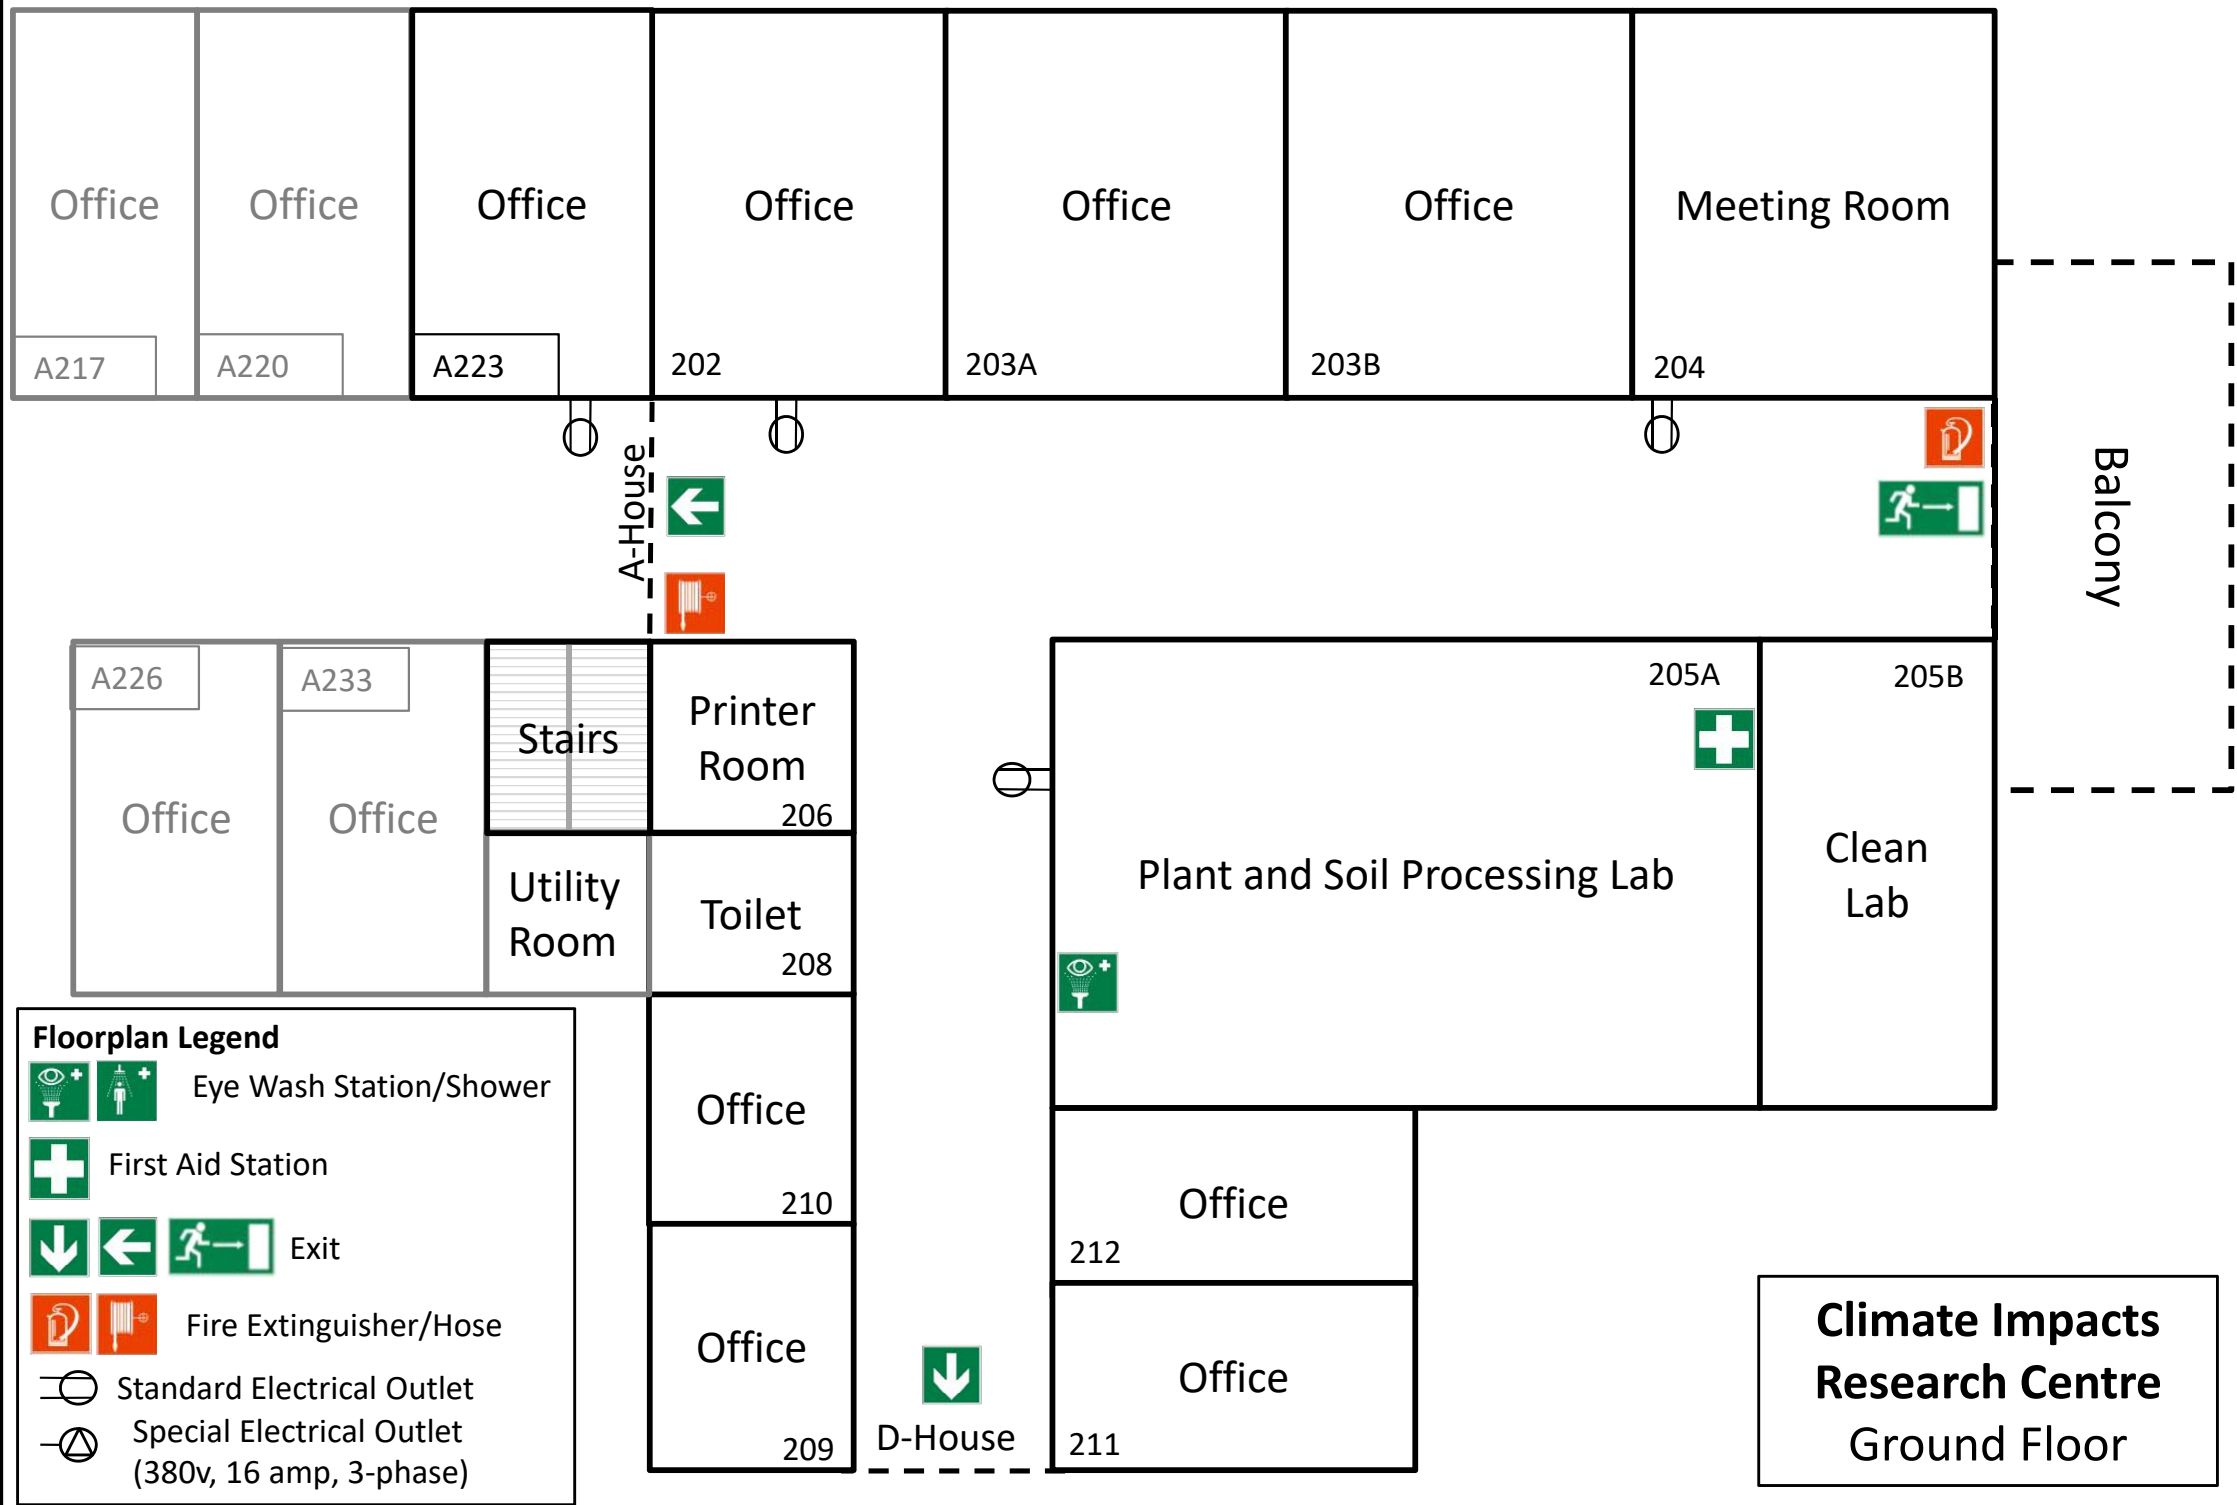 Office
Office
Office
Office
Office
Office
Meeting Room
A217
A220
A223
202
203A
203B
204
A-House
Balcony
A226
A233
Office
Office
Stairs
Printer
Room
206
Utility
Room
Toilet
208
205A
205B
Plant and Soil Processing Lab
Clean
Lab
Office
210
Office
209
Office
212
Office
211
D-House
Floorplan Legend
Eye Wash Station/Shower
First Aid Station
Exit
Fire Extinguisher/Hose
Standard Electrical Outlet
Special Electrical Outlet
(380v, 16 amp, 3-phase)
Climate Impacts
Research Centre
Ground Floor